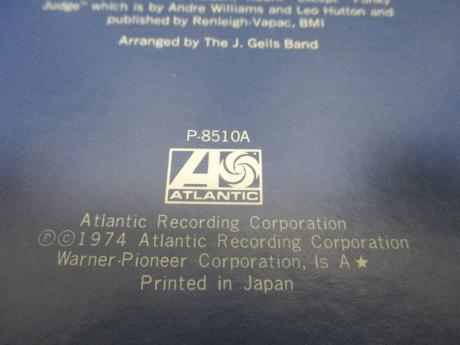 Judge" which is by Andre Williams and Leo Hutton and
published by Renleigh-Vapac, BMI
Arranged by The J. Geils Band
P-8510A
ATLANTIC
Atlantic Recording Corporation
Ⓟ©1974 Atlantic Recording Corporation
Warner-Pioneer Corporation, Is A★
Printed in Japan